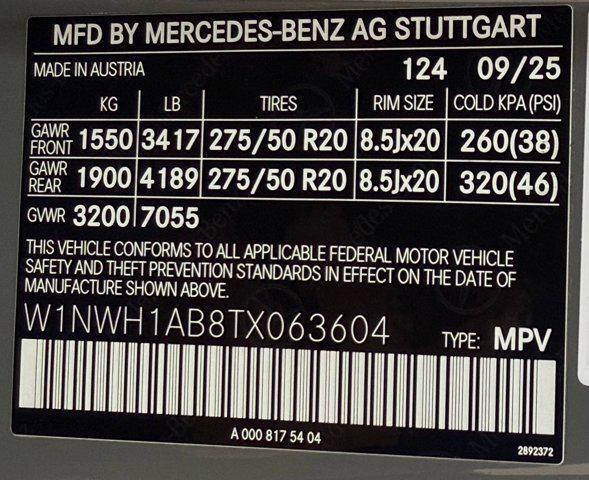 MFD BY MERCEDES-BENZ AG STUTTGART
MADE IN AUSTRIA 124 09/25
KG LB TIRES RIM SIZE COLD KPA (PSI)
GAWR FRONT 1550 3417 275/50 R20 8.5Jx20 260(38)
GAWR REAR 1900 4189 275/50 R20 8.5Jx20 320(46)
GVWR 3200 7055
THIS VEHICLE CONFORMS TO ALL APPLICABLE FEDERAL MOTOR VEHICLE
SAFETY AND THEFT PREVENTION STANDARDS IN EFFECT ON THE DATE OF
MANUFACTURE SHOWN ABOVE.
W1NWH1AB8TX063604 TYPE: MPV
A 000 817 54 04
2892372